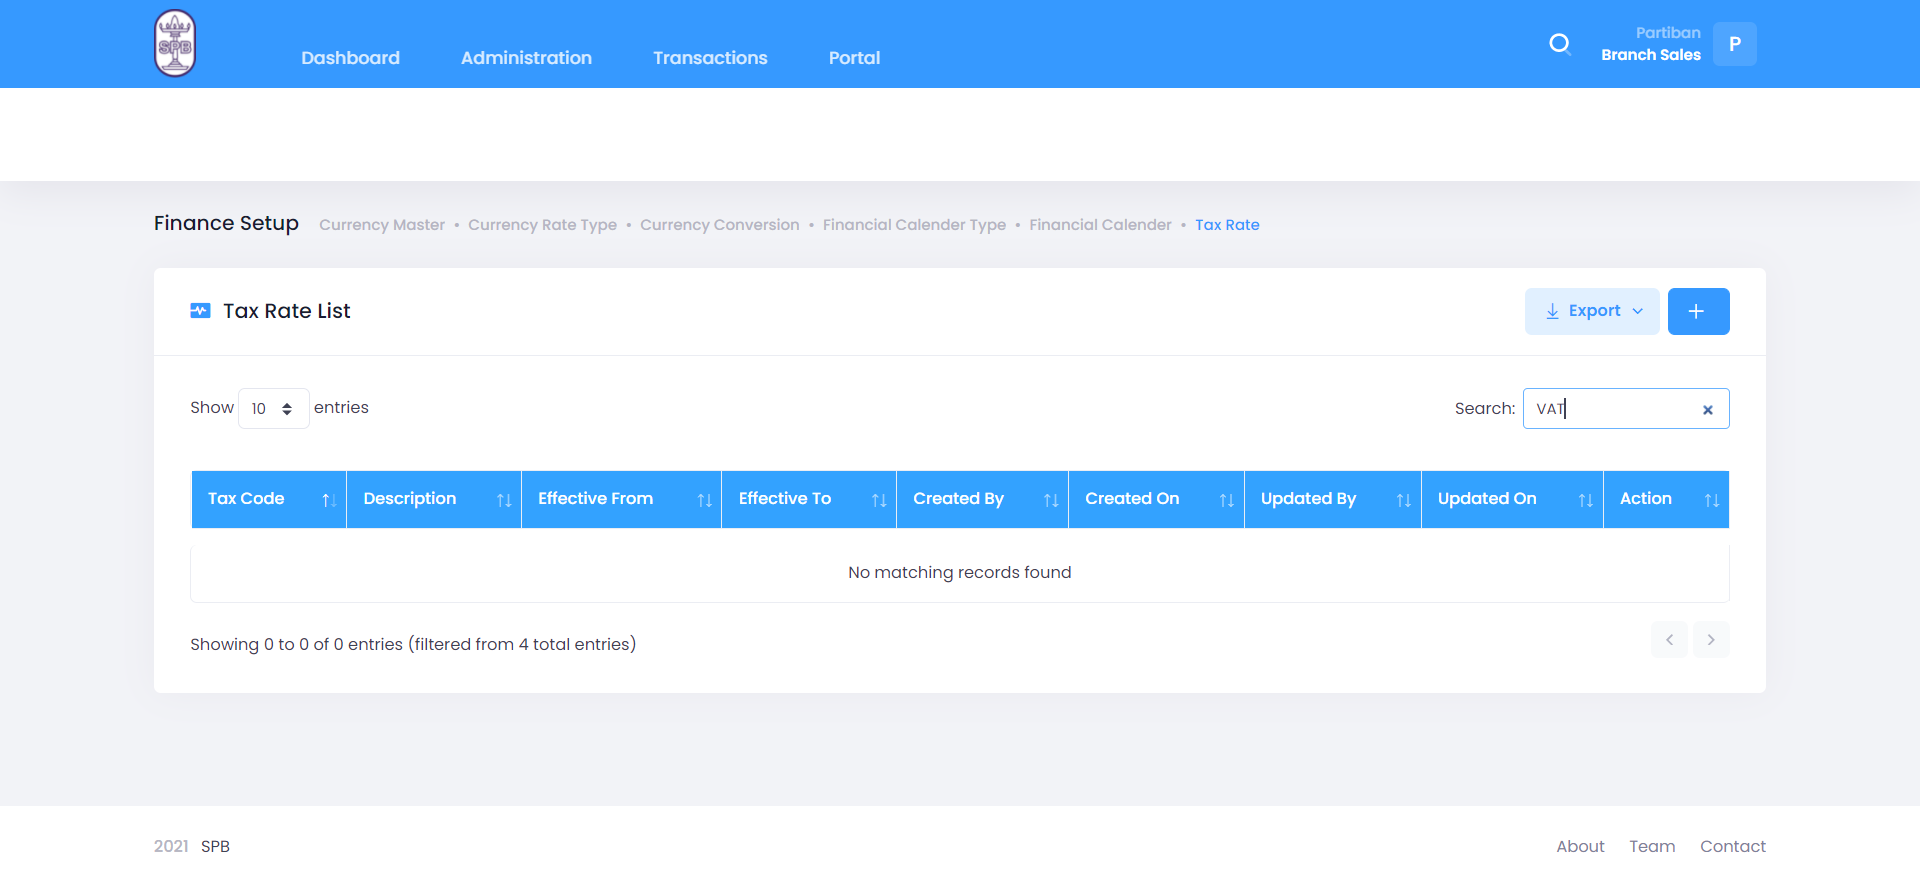 SPB
Dashboard Administration Transactions Portal
Partiban
Branch Sales
P
Finance Setup Currency Master • Currency Rate Type • Currency Conversion • Financial Calender Type • Financial Calender • Tax Rate
Tax Rate List
Export
Show 10 entries
Search: VAT
Tax Code Description Effective From Effective To Created By Created On Updated By Updated On Action
No matching records found
Showing 0 to 0 of 0 entries (filtered from 4 total entries)
2021 SPB
About Team Contact